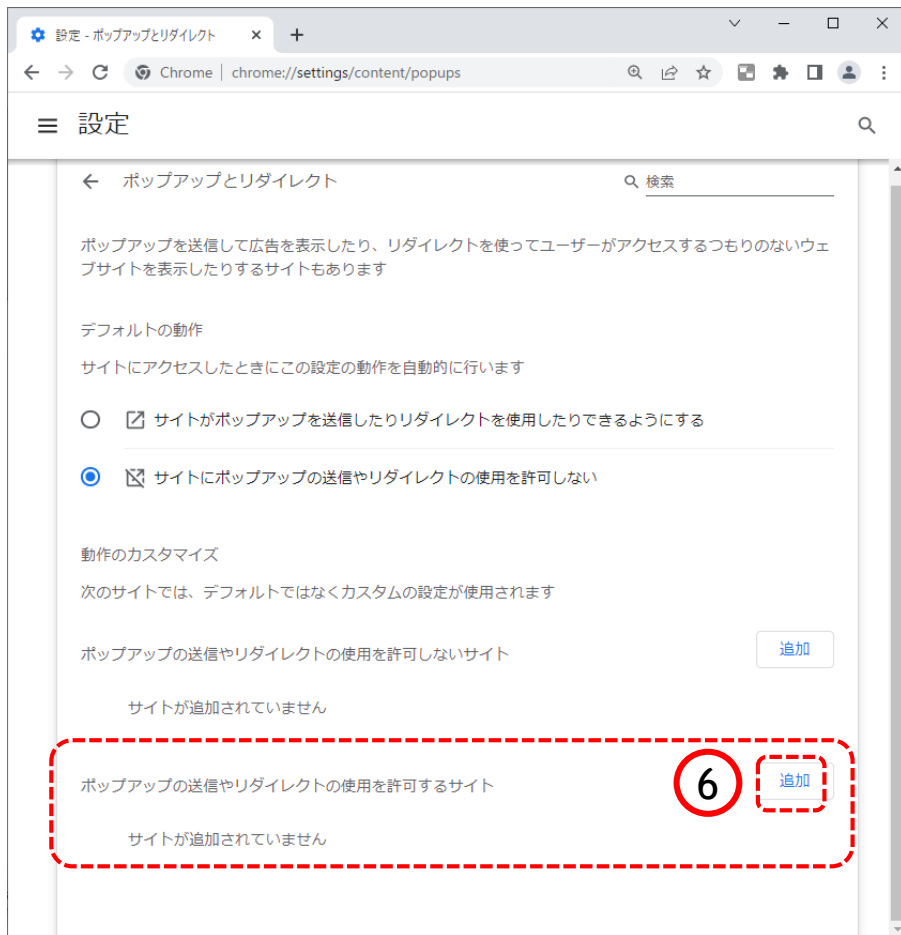 設定 - ポップアップとリダイレクト
Chrome | chrome://settings/content/popups
設定
ポップアップとリダイレクト
検索
ポップアップを送信して広告を表示したり、リダイレクトを使ってユーザーがアクセスするつもりのないウェ
ブサイトを表示したりするサイトもあります
デフォルトの動作
サイトにアクセスしたときにこの設定の動作を自動的に行います
サイトがポップアップを送信したりリダイレクトを使用したりできるようにする
サイトにポップアップの送信やリダイレクトの使用を許可しない
動作のカスタマイズ
次のサイトでは、デフォルトではなくカスタムの設定が使用されます
ポップアップの送信やリダイレクトの使用を許可しないサイト
追加
サイトが追加されていません
ポップアップの送信やリダイレクトの使用を許可するサイト
6
追加
サイトが追加されていません